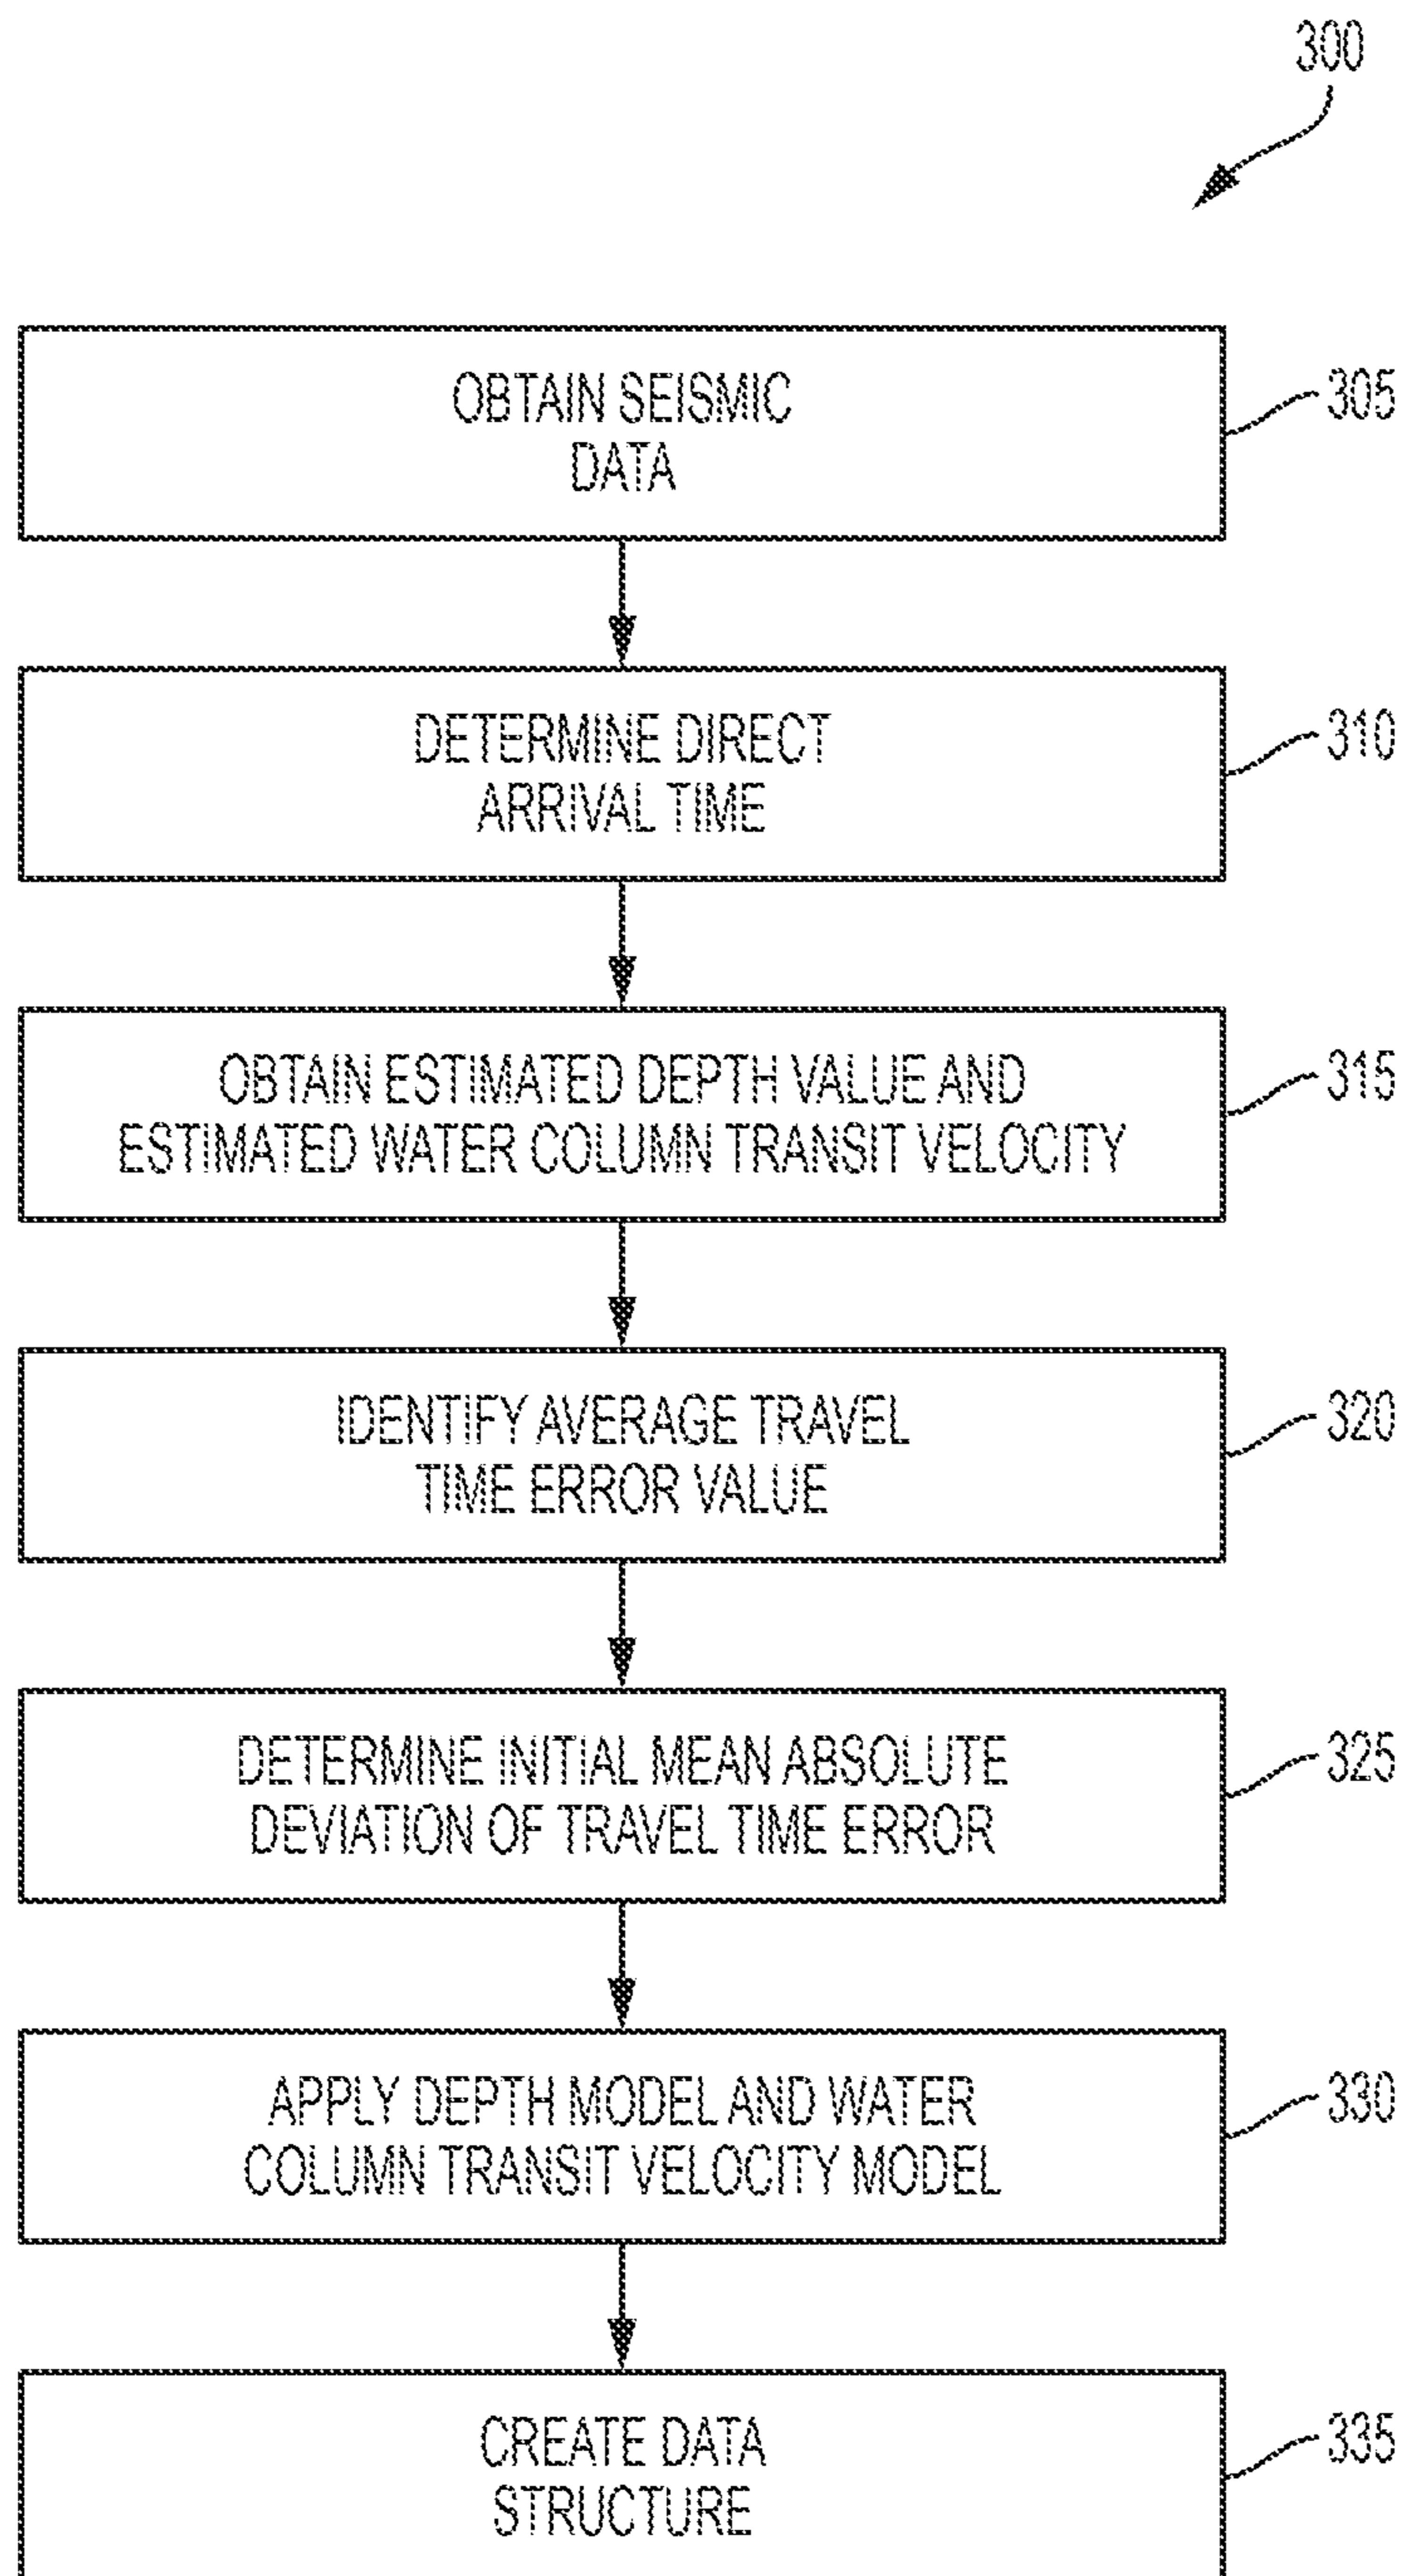 300
OBTAIN SEISMIC
DATA
305
DETERMINE DIRECT
ARRIVAL TIME
310
OBTAIN ESTIMATED DEPTH VALUE AND
ESTIMATED WATER COLUMN TRANSIT VELOCITY
315
IDENTIFY AVERAGE TRAVEL
TIME ERROR VALUE
320
DETERMINE INITIAL MEAN ABSOLUTE
DEVIATION OF TRAVEL TIME ERROR
325
APPLY DEPTH MODEL AND WATER
COLUMN TRANSIT VELOCITY MODEL
330
CREATE DATA
STRUCTURE
335